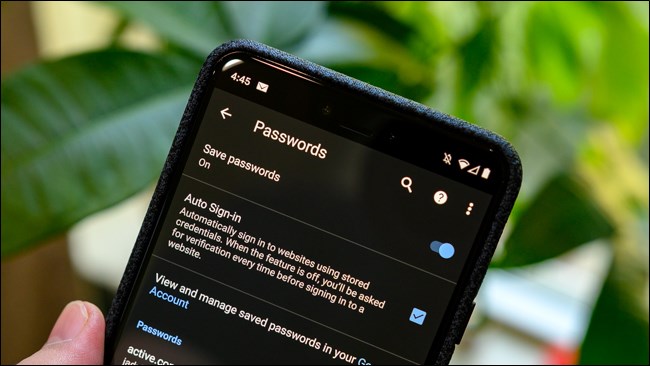 4:45
Passwords
Save passwords
On
Auto Sign-in
Automatically sign in to websites using stored
credentials. When the feature is off, you'll be asked
for verification every time before signing in to a
website.
View and manage saved passwords in your Go
Account
Passwords
active.co
jad